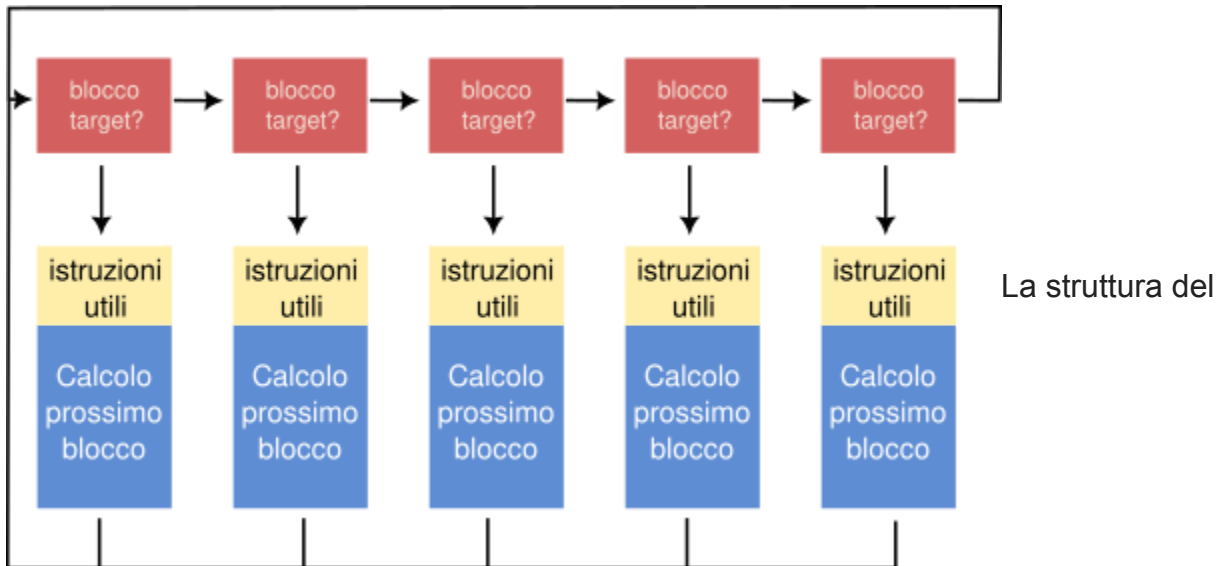 blocco
target?
blocco
target?
blocco
target?
blocco
target?
blocco
target?
istruzioni
utili
istruzioni
utili
istruzioni
utili
istruzioni
utili
istruzioni
utili
Calcolo
prossimo
blocco
Calcolo
prossimo
blocco
Calcolo
prossimo
blocco
Calcolo
prossimo
blocco
Calcolo
prossimo
blocco
La struttura del